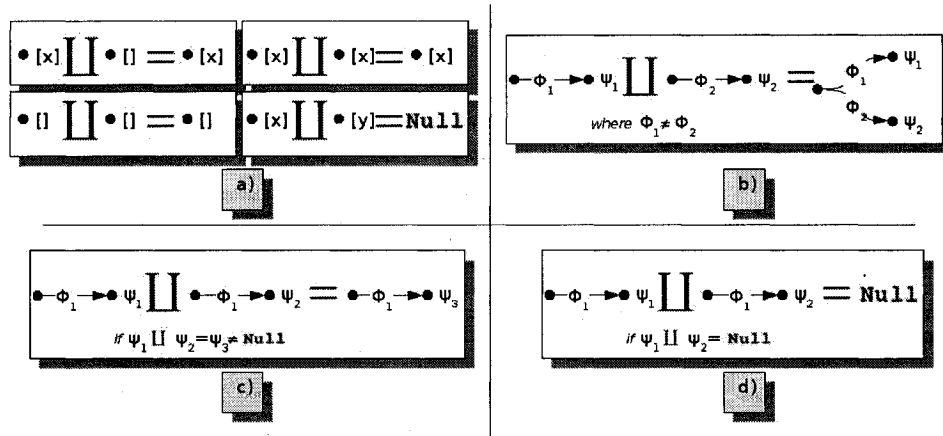 • [x] ∐ • [] = • [x]
• [x] ∐ • [x] = • [x]
• [] ∐ • [] = • []
• [x] ∐ • [y] = Null
a)
• Φ₁ → • Ψ₁ ∐ • Φ₂ → • Ψ₂ = • Φ₁ → • Ψ₁ Φ₂ → • Ψ₂
where Φ₁ ≠ Φ₂
b)
• Φ₁ → • Ψ₁ ∐ • Φ₁ → • Ψ₂ = • Φ₁ → • Ψ₃
if Ψ₁ ∐ Ψ₂ = Ψ₃ ≠ Null
c)
• Φ₁ → • Ψ₁ ∐ • Φ₁ → • Ψ₂ = Null
if Ψ₁ ∐ Ψ₂ = Null
d)